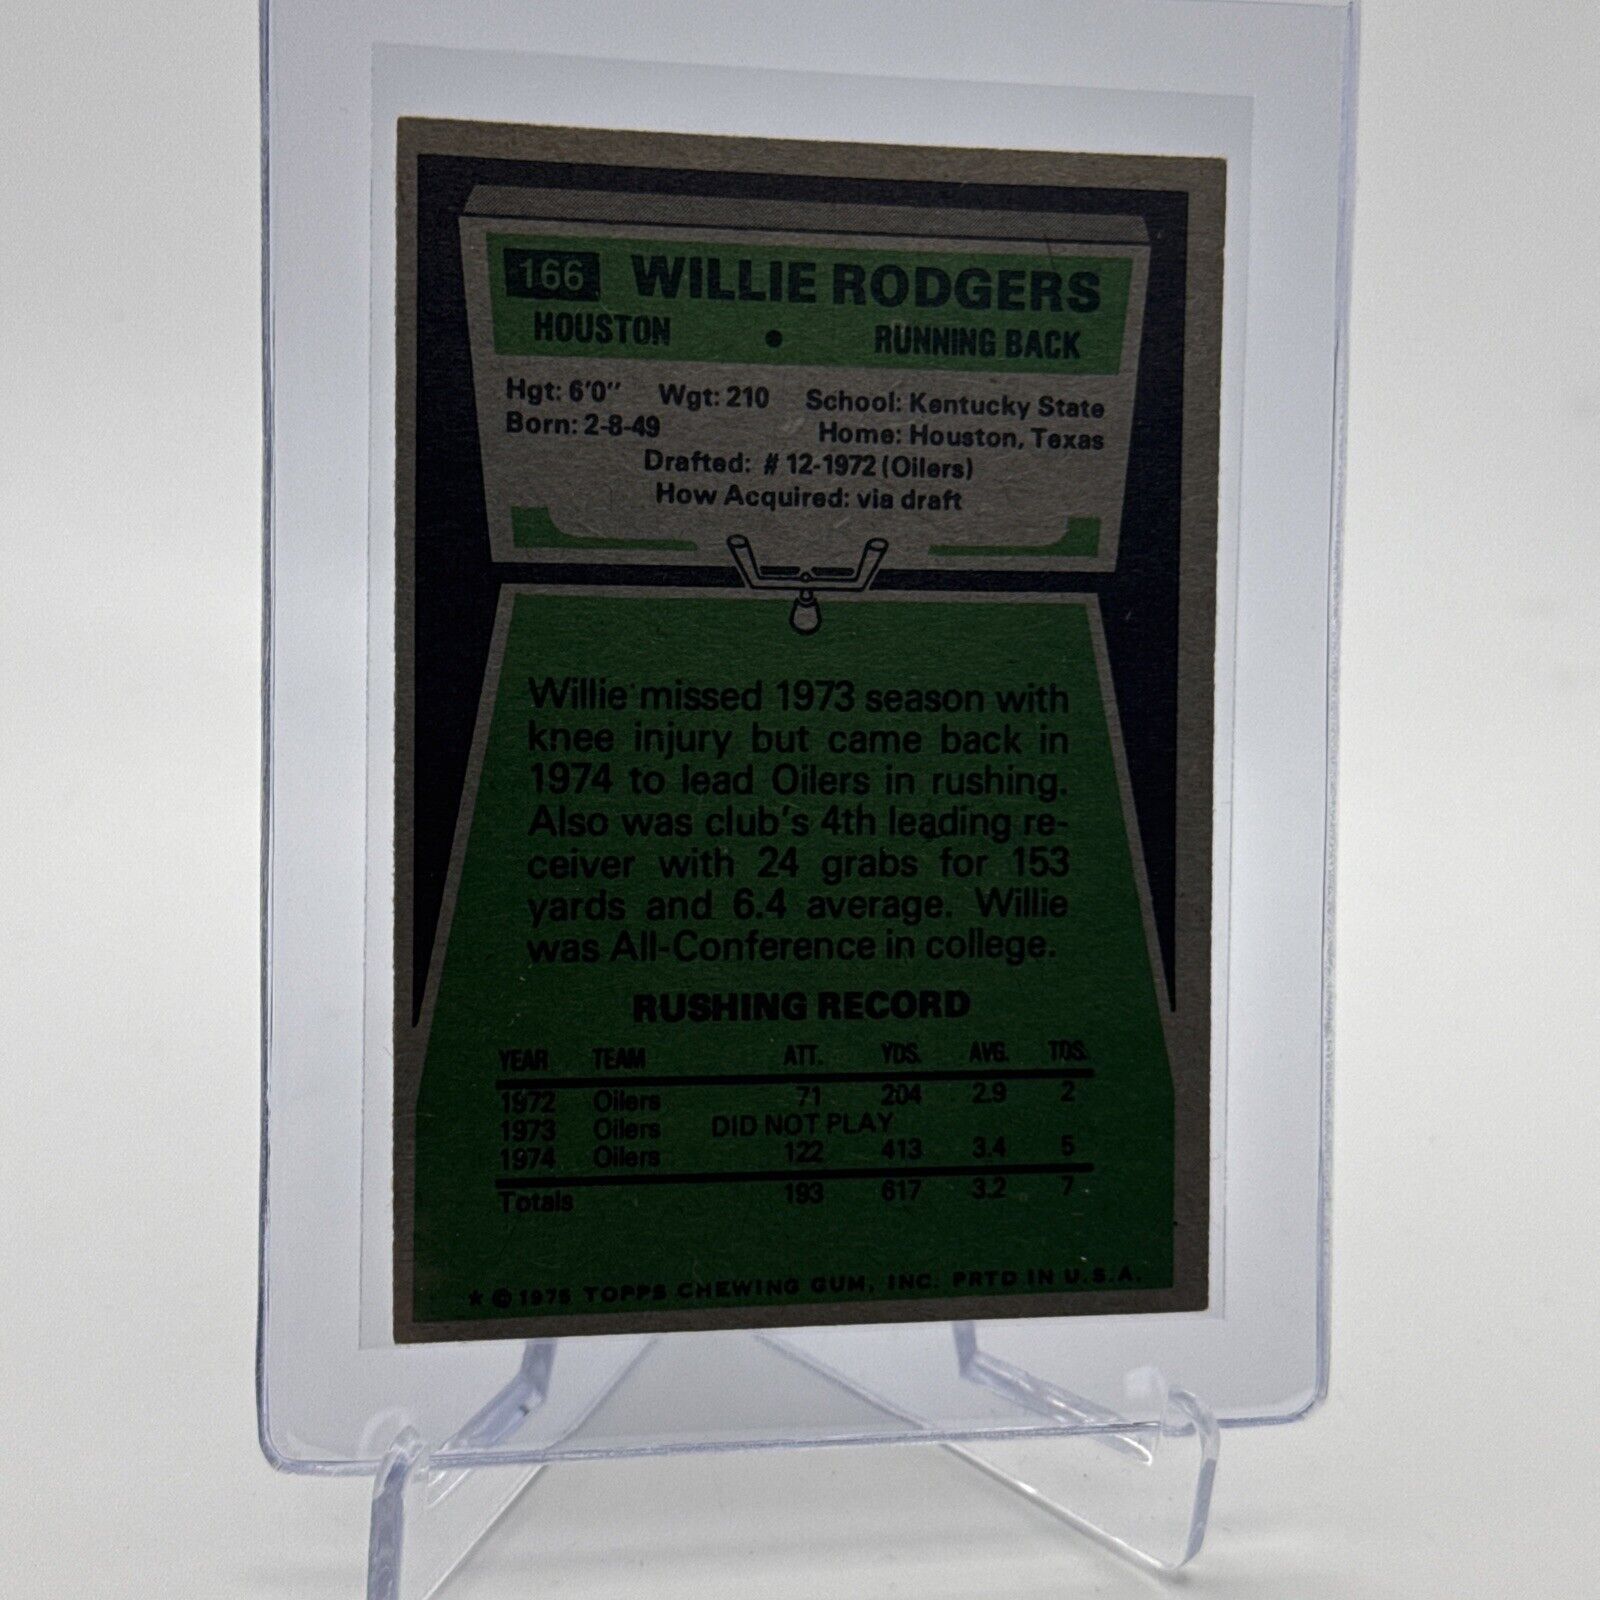 166 WILLIE RODGERS
HOUSTON • RUNNING BACK
Hgt: 6'0" Wgt: 210 School: Kentucky State
Born: 2-8-49 Home: Houston, Texas
Drafted: # 12-1972 (Oilers)
How Acquired: via draft
Willie missed 1973 season with
knee injury but came back in
1974 to lead Oilers in rushing.
Also was club's 4th leading re-
ceiver with 24 grabs for 153
yards and 6.4 average. Willie
was All-Conference in college.
RUSHING RECORD
YEAR TEAM ATT. YDS. AVG. TDS.
1972 Oilers 71 204 2.9 2
1973 Oilers DID NOT PLAY
1974 Oilers 122 413 3.4 5
Totals 193 617 3.2 7
* © 1975 TOPPS CHEWING GUM, INC. PRTD IN U.S.A.